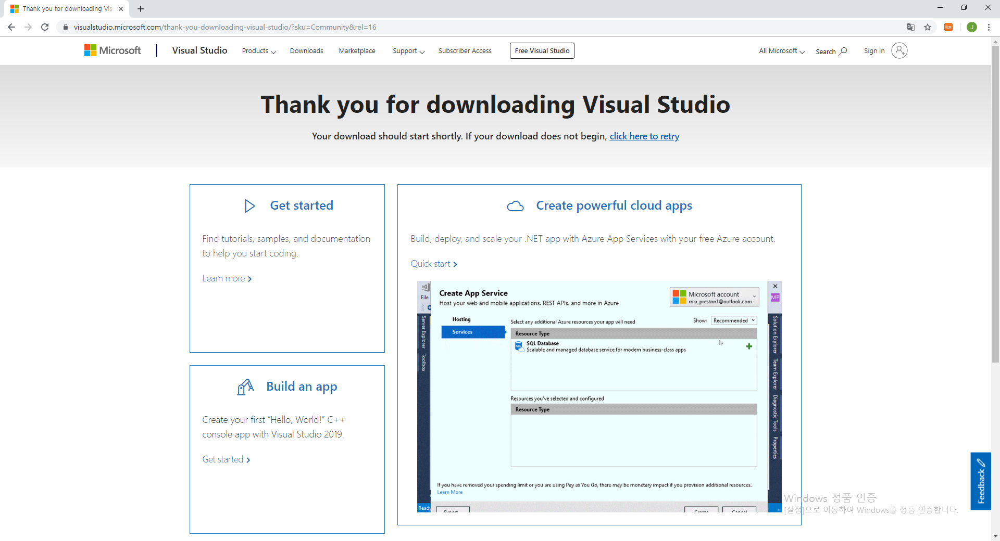 Thank you for downloading Vis
visualstudio.microsoft.com/thank-you-downloading-visual-studio/?sku=Community&rel=16
J
Microsoft
Visual Studio
Products
Downloads
Marketplace
Support
Subscriber Access
Free Visual Studio
All Microsoft
Search
Sign in
Thank you for downloading Visual Studio
Your download should start shortly. If your download does not begin, click here to retry
Get started
Find tutorials, samples, and documentation
to help you start coding.
Learn more
Build an app
Create your first “Hello, World!” C++
console app with Visual Studio 2019.
Get started
Create powerful cloud apps
Build, deploy, and scale your .NET app with Azure App Services with your free Azure account.
Quick start
File
Server Explorer
Toolbox
Ready
Create App Service
Host your web and mobile applications, REST APIs, and more in Azure
Microsoft account
mia_preston1@outlook.com
MP
Hosting
Services
Select any additional Azure resources your app will need
Show:
Recommended
Resource Type
SQL Database
Scalable and managed database service for modern business-class apps
Resources you've selected and configured
Resource Type
If you have removed your spending limit or you are using Pay as You Go, there may be monetary impact if you provision additional resources.
Learn More
Export...
Create
Cancel
Solution Explorer
Team Explorer
Diagnostic Tools
Properties
Feedback
Windows 정품 인증
[설정]으로 이동하여 Windows를 정품 인증합니다.